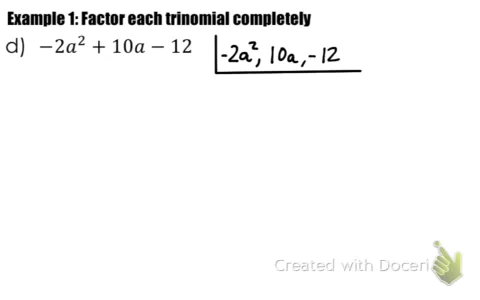 Example 1: Factor each trinomial completely
d) −2a² + 10a − 12 -2a², 10a, -12
Created with Doceri